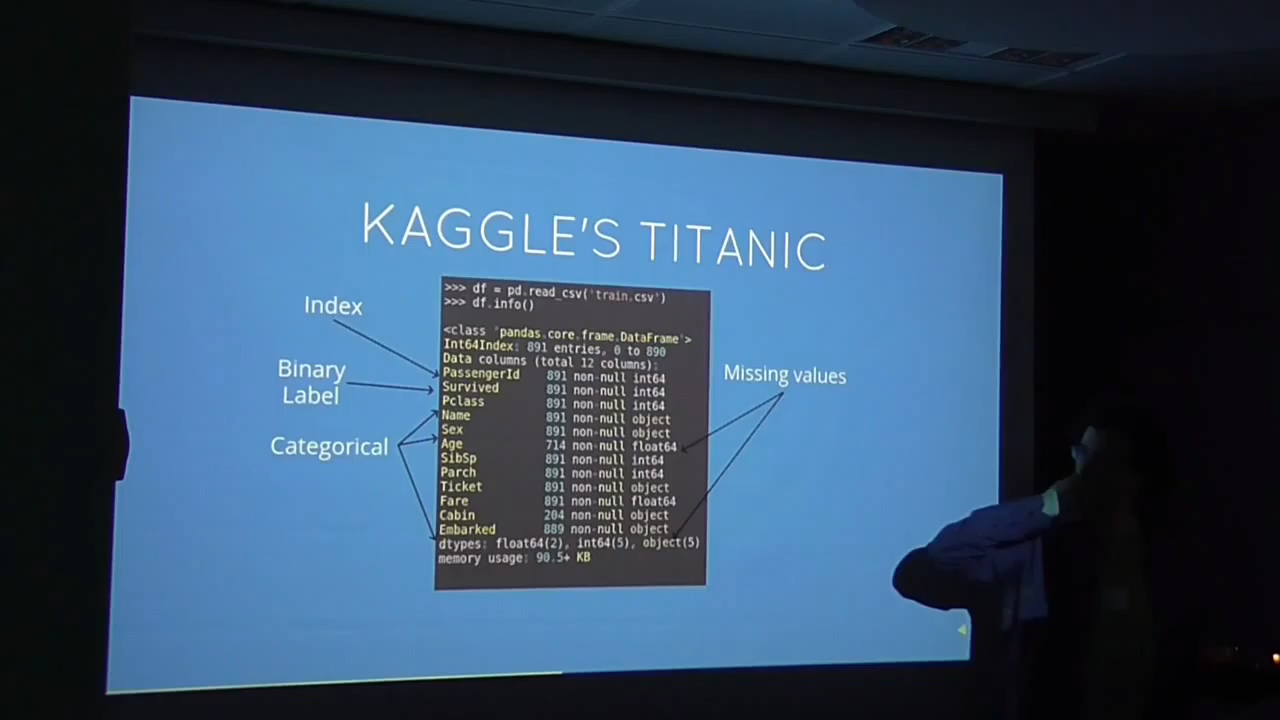 KAGGLE'S TITANIC
Index
Binary
Label
Categorical
>>> df = pd.read_csv('train.csv')
>>> df.info()
<class 'pandas.core.frame.DataFrame'>
Int64Index: 891 entries, 0 to 890
Data columns (total 12 columns):
PassengerId 891 non-null int64
Survived 891 non-null int64
Pclass 891 non-null int64
Name 891 non-null object
Sex 891 non-null object
Age 714 non-null float64
SibSp 891 non-null int64
Parch 891 non-null int64
Ticket 891 non-null object
Fare 891 non-null float64
Cabin 204 non-null object
Embarked 889 non-null object
dtypes: float64(2), int64(5), object(5)
memory usage: 90.5+ KB
Missing values